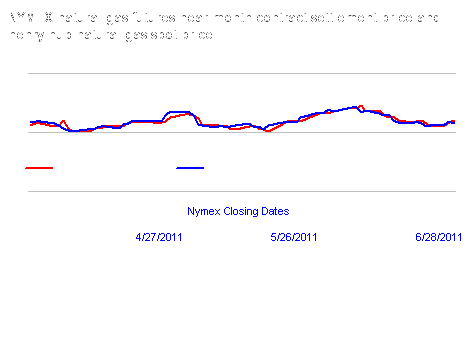 NYMEX natural gas futures near-month contract settlement price and
henry hub natural gas spot price
Nymex Closing Dates
4/27/2011 5/26/2011 6/28/2011